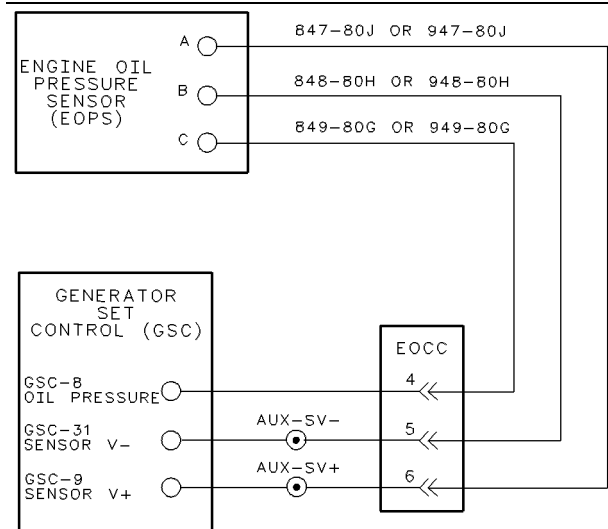 ENGINE OIL
PRESSURE
SENSOR
(EOPS)
A
847-80J OR 947-80J
B
848-80H OR 948-80H
C
849-80G OR 949-80G
GENERATOR
SET
CONTROL (GSC)
EOCC
GSC-8
OIL PRESSURE
4
GSC-31
SENSOR V-
AUX-SV-
5
GSC-9
SENSOR V+
AUX-SV+
6